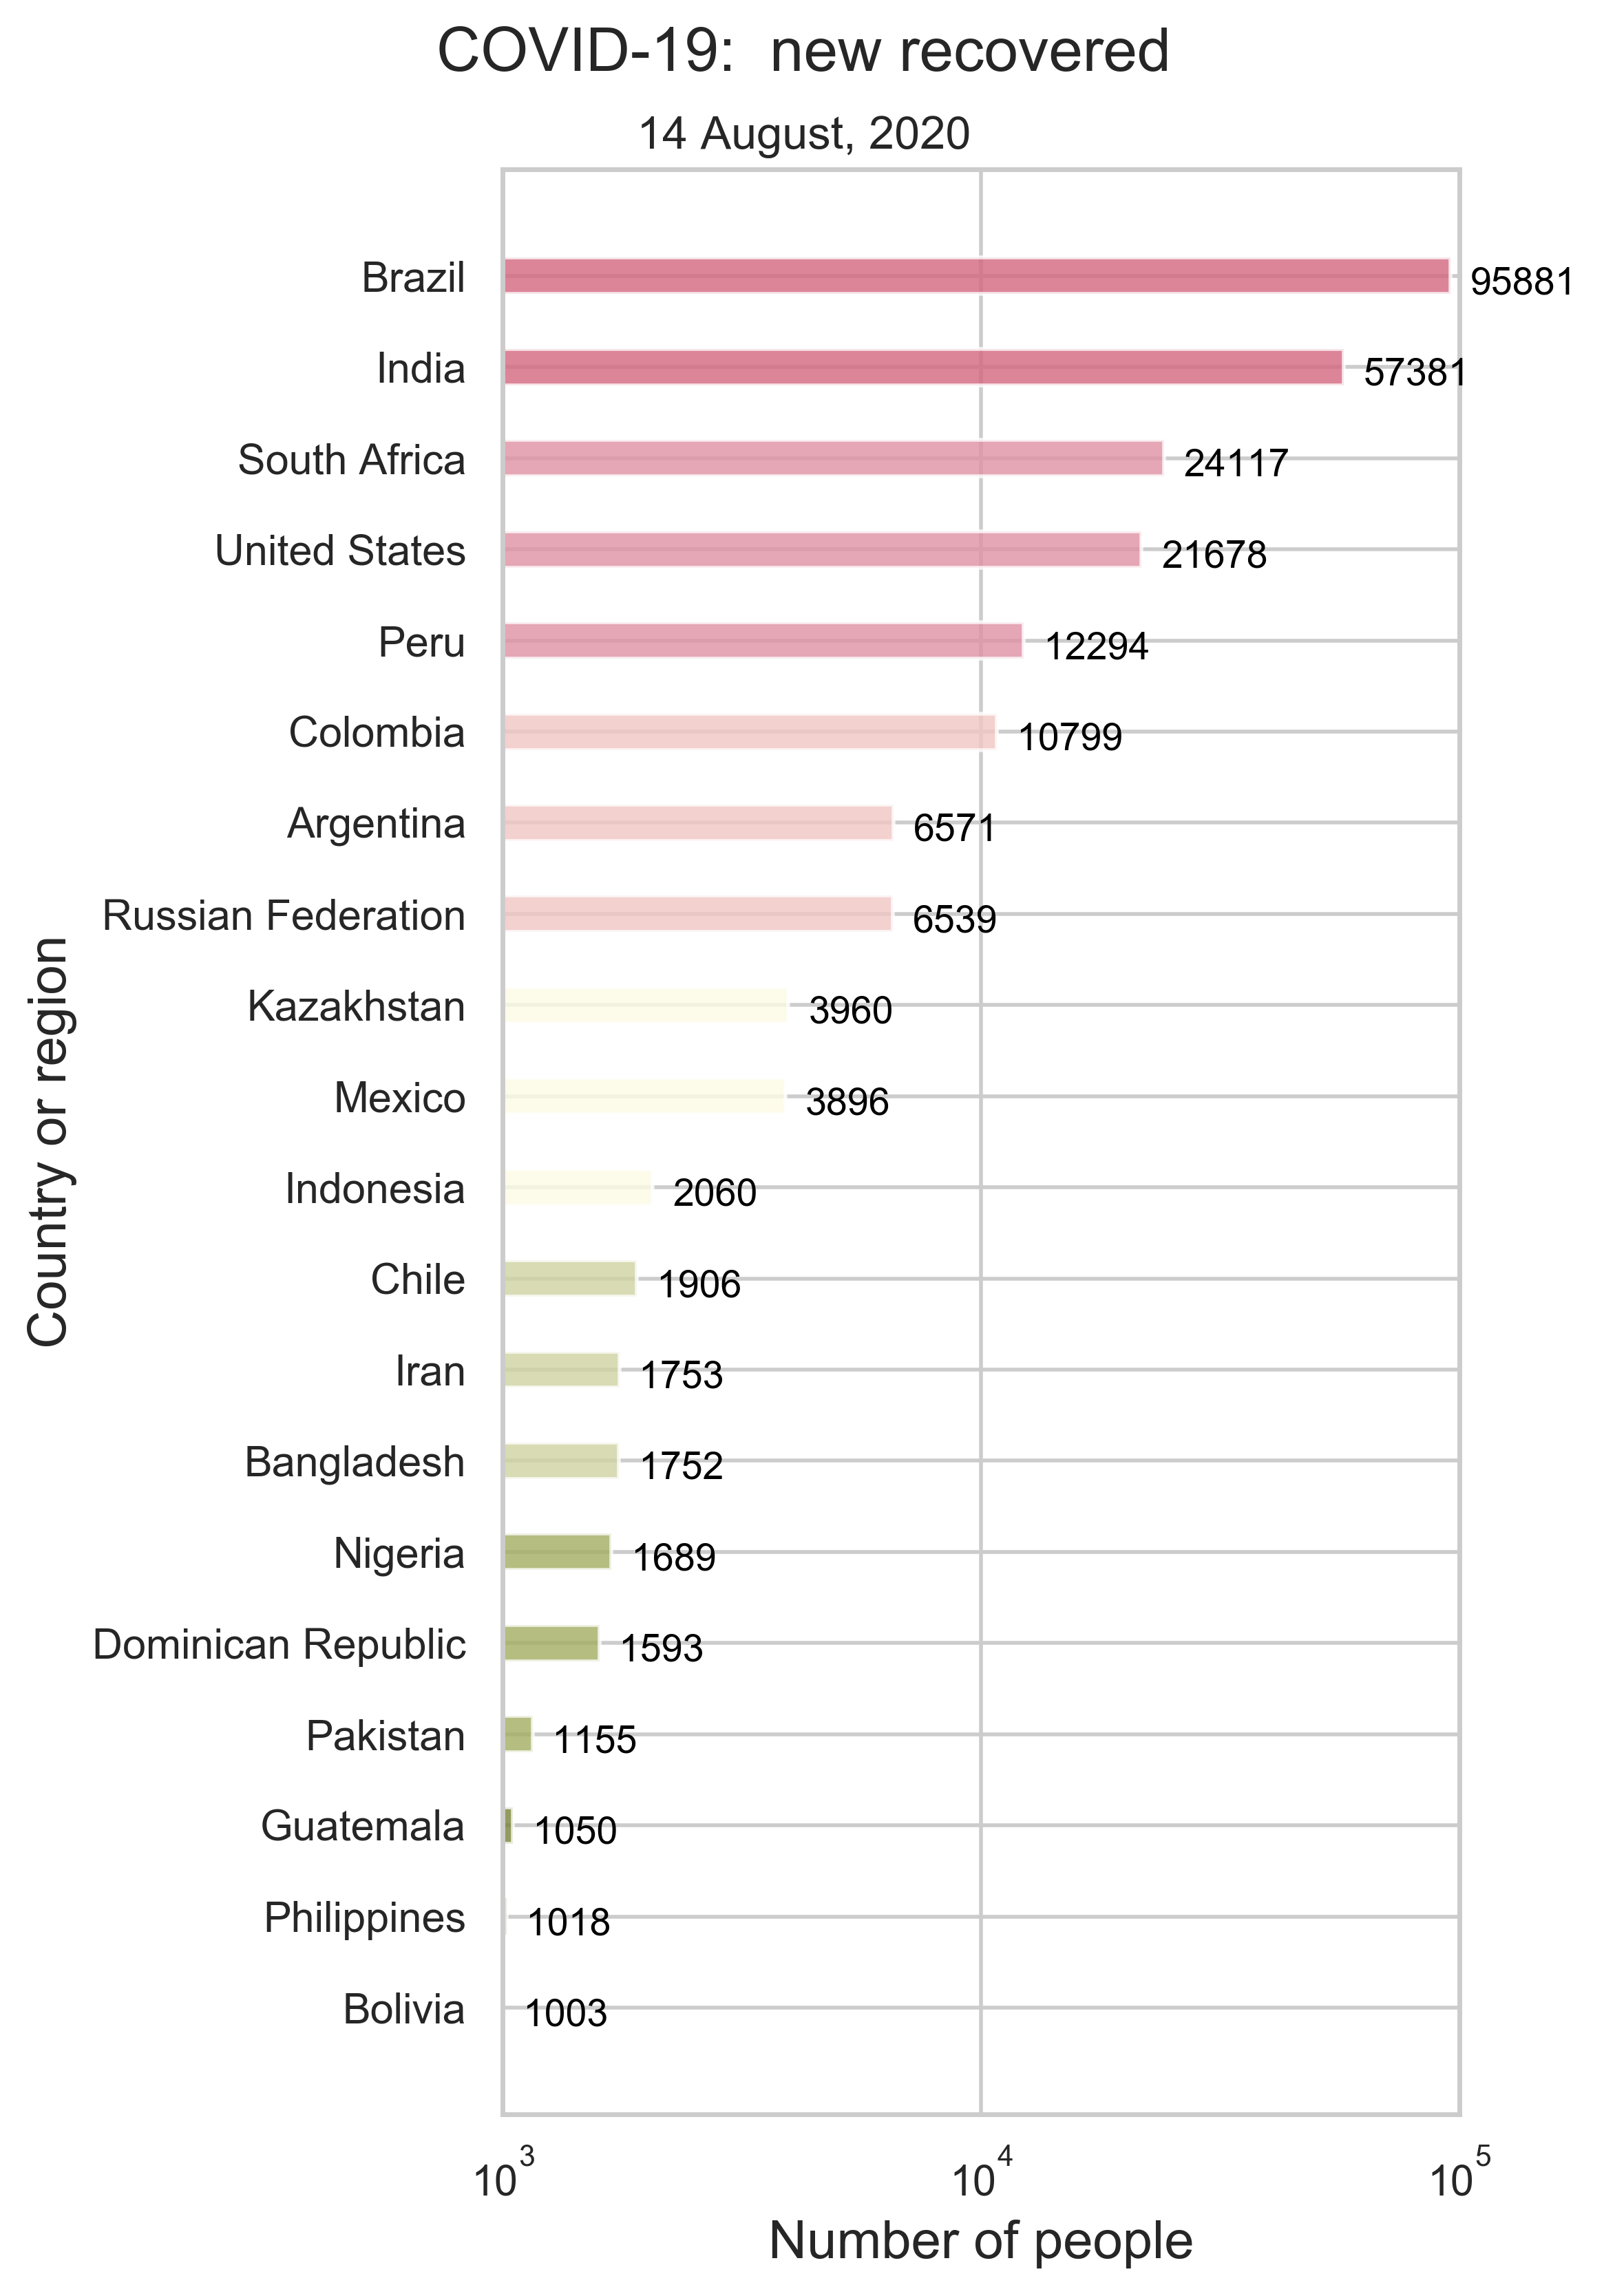 COVID-19:  new recovered
14 August, 2020
Country or region
Brazil 95881
India 57381
South Africa 24117
United States 21678
Peru 12294
Colombia 10799
Argentina 6571
Russian Federation 6539
Kazakhstan 3960
Mexico 3896
Indonesia 2060
Chile 1906
Iran 1753
Bangladesh 1752
Nigeria 1689
Dominican Republic 1593
Pakistan 1155
Guatemala 1050
Philippines 1018
Bolivia 1003
10³ 10⁴ 10⁵
Number of people